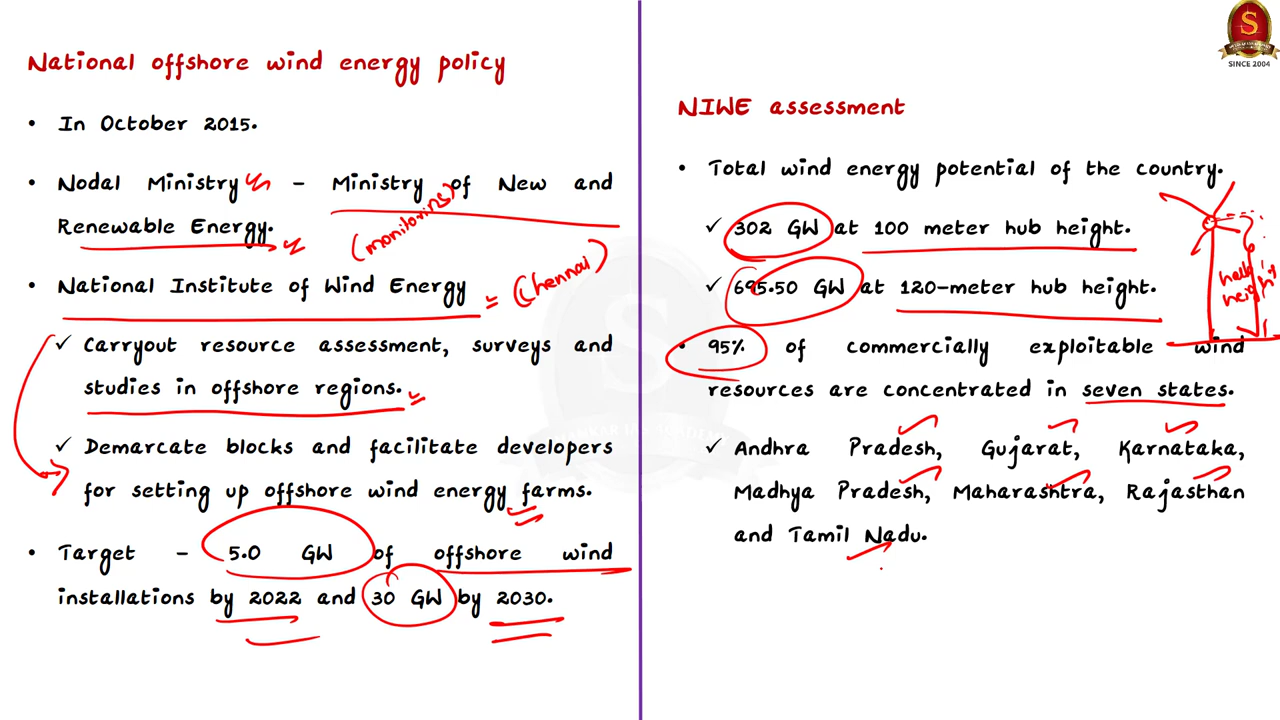 National offshore wind energy policy
• In October 2015.
• Nodal Ministry - Ministry of New and
Renewable Energy.
(monitoring)
• National Institute of Wind Energy
(Chennai)
✓ Carryout resource assessment, surveys and
studies in offshore regions.
✓ Demarcate blocks and facilitate developers
for setting up offshore wind energy farms.
• Target - 5.0 GW of offshore wind
installations by 2022 and 30 GW by 2030.
S
SINCE 2004
NIWE assessment
• Total wind energy potential of the country.
✓ 302 GW at 100 meter hub height.
✓ 695.50 GW at 120-meter hub height.
• 95% of commercially exploitable wind
resources are concentrated in seven states.
✓ Andhra Pradesh, Gujarat, Karnataka,
Madhya Pradesh, Maharashtra, Rajasthan
and Tamil Nadu.